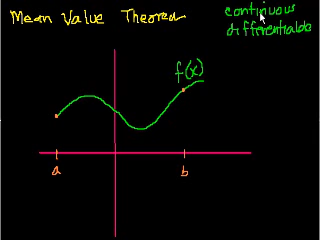 Mean Value Theorem
continuous
differentiable
f(x)
a
b